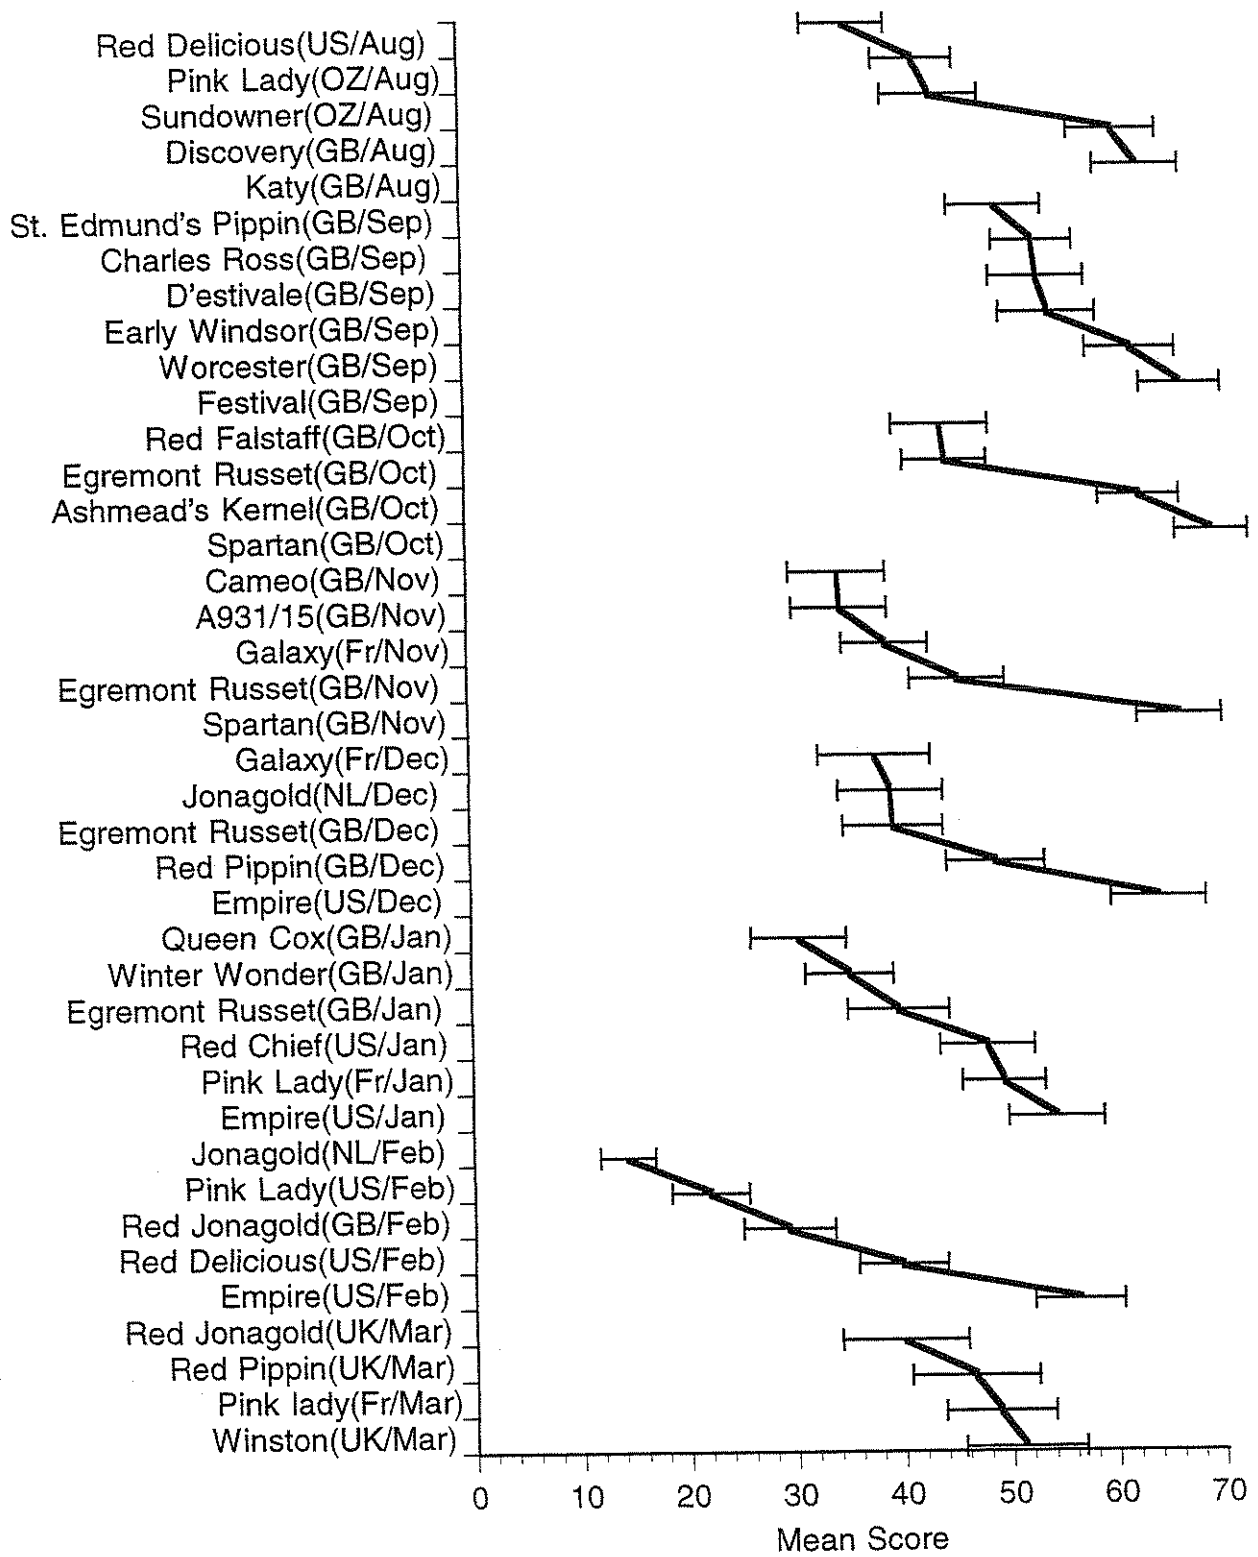 Red Delicious(US/Aug)
Pink Lady(OZ/Aug)
Sundowner(OZ/Aug)
Discovery(GB/Aug)
Katy(GB/Aug)
St. Edmund's Pippin(GB/Sep)
Charles Ross(GB/Sep)
D'estivale(GB/Sep)
Early Windsor(GB/Sep)
Worcester(GB/Sep)
Festival(GB/Sep)
Red Falstaff(GB/Oct)
Egremont Russet(GB/Oct)
Ashmead's Kernel(GB/Oct)
Spartan(GB/Oct)
Cameo(GB/Nov)
A931/15(GB/Nov)
Galaxy(Fr/Nov)
Egremont Russet(GB/Nov)
Spartan(GB/Nov)
Galaxy(Fr/Dec)
Jonagold(NL/Dec)
Egremont Russet(GB/Dec)
Red Pippin(GB/Dec)
Empire(US/Dec)
Queen Cox(GB/Jan)
Winter Wonder(GB/Jan)
Egremont Russet(GB/Jan)
Red Chief(US/Jan)
Pink Lady(Fr/Jan)
Empire(US/Jan)
Jonagold(NL/Feb)
Pink Lady(US/Feb)
Red Jonagold(GB/Feb)
Red Delicious(US/Feb)
Empire(US/Feb)
Red Jonagold(UK/Mar)
Red Pippin(UK/Mar)
Pink lady(Fr/Mar)
Winston(UK/Mar)
0 10 20 30 40 50 60 70
Mean Score